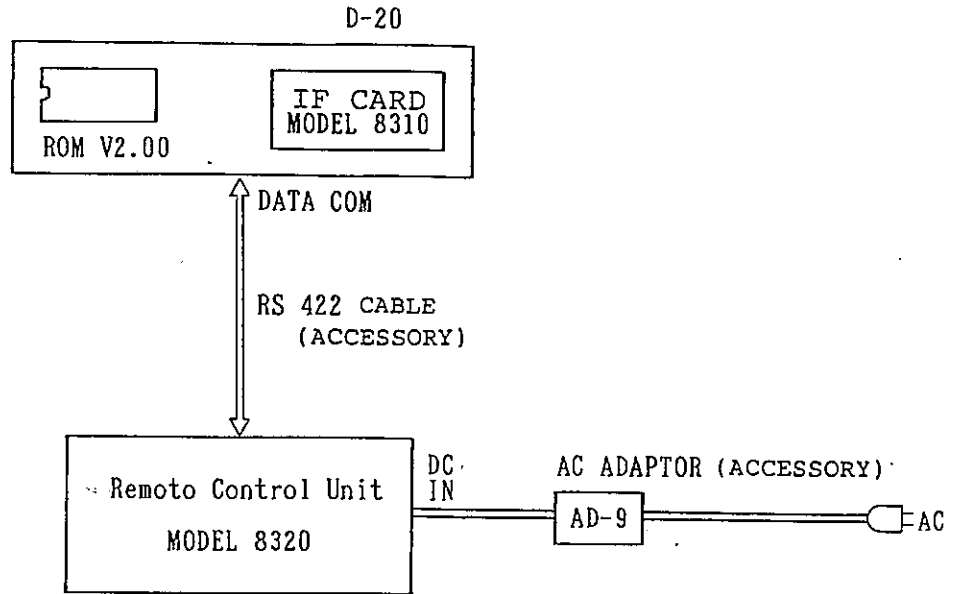 D-20
IF CARD
MODEL 8310
ROM V2.00
DATA COM
RS 422 CABLE
(ACCESSORY)
Remoto Control Unit
MODEL 8320
DC
IN
AC ADAPTOR (ACCESSORY)
AD-9
AC